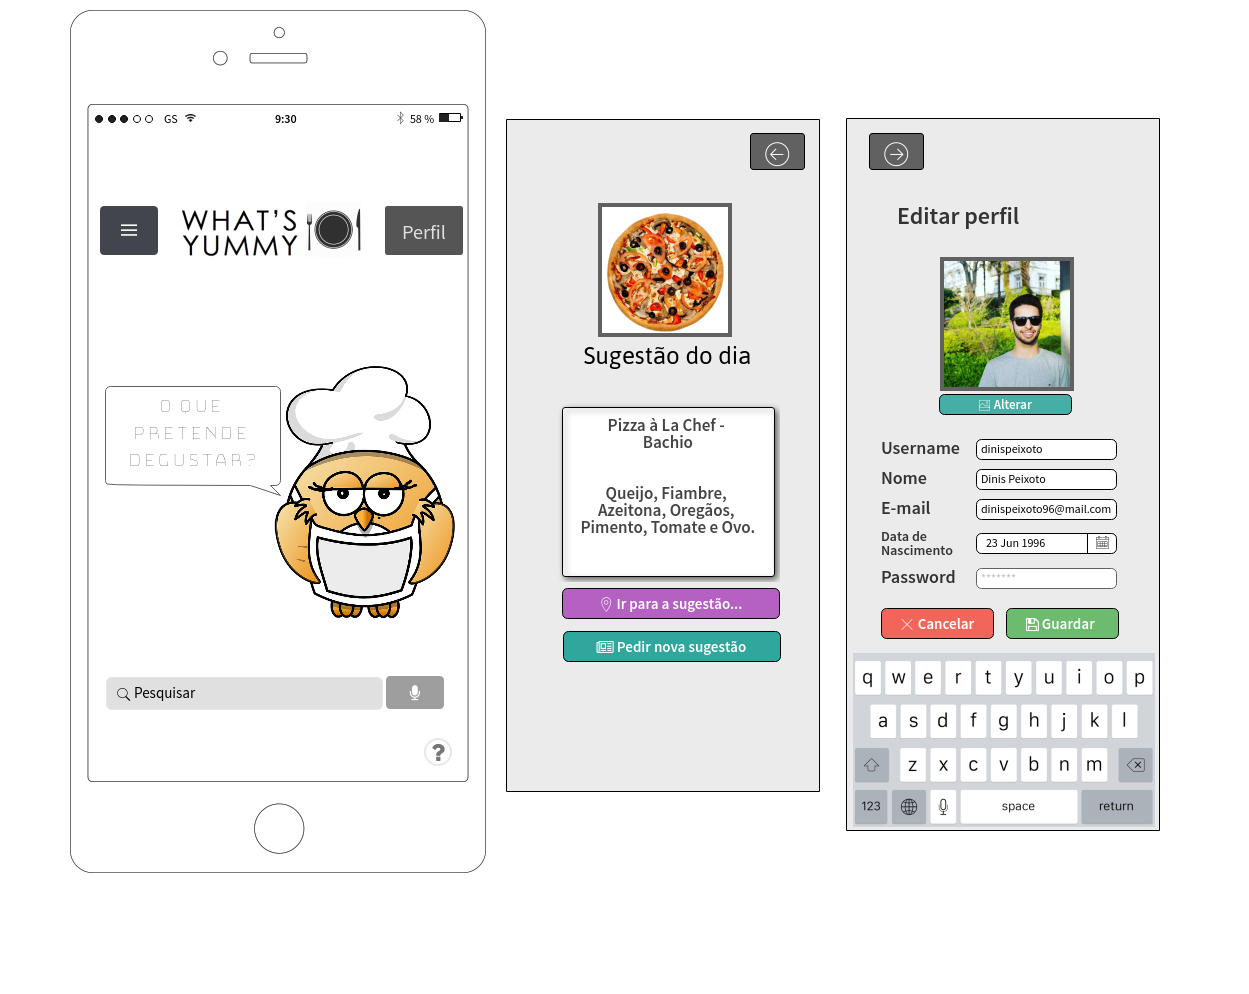 GS
9:30
58 %
WHAT'S
YUMMY
Perfil
O QUE
PRETENDE
DEGUSTAR?
Pesquisar
?
Sugestão do dia
Pizza à La Chef -
Bachio
Queijo, Fiambre,
Azeitona, Oregãos,
Pimento, Tomate e Ovo.
Ir para a sugestão...
Pedir nova sugestão
Editar perfil
Alterar
Username dinispeixoto
Nome Dinis Peixoto
E-mail dinispeixoto96@mail.com
Data de
Nascimento 23 Jun 1996
Password *******
Cancelar Guardar
q w e r t y u i o p
a s d f g h j k l
z x c v b n m
123 space return